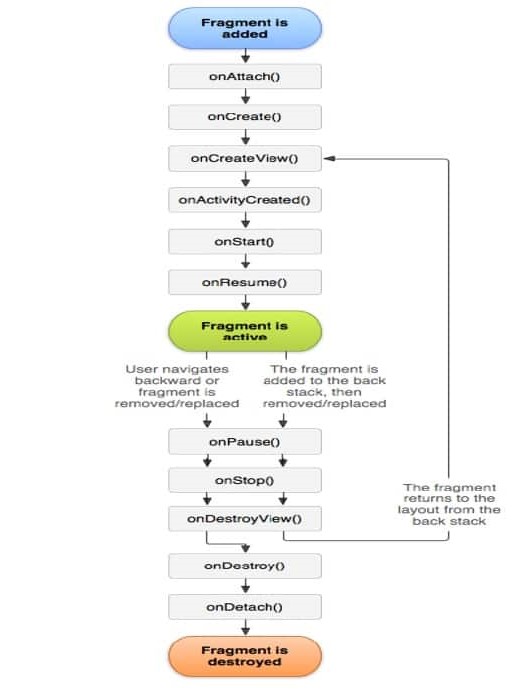 Fragment is
added
onAttach()
onCreate()
onCreateView()
onActivityCreated()
onStart()
onResume()
Fragment is
active
User navigates
backward or
fragment is
removed/replaced
The fragment is
added to the back
stack, then
removed/replaced
onPause()
onStop()
onDestroyView()
The fragment
returns to the
layout from the
back stack
onDestroy()
onDetach()
Fragment is
destroyed